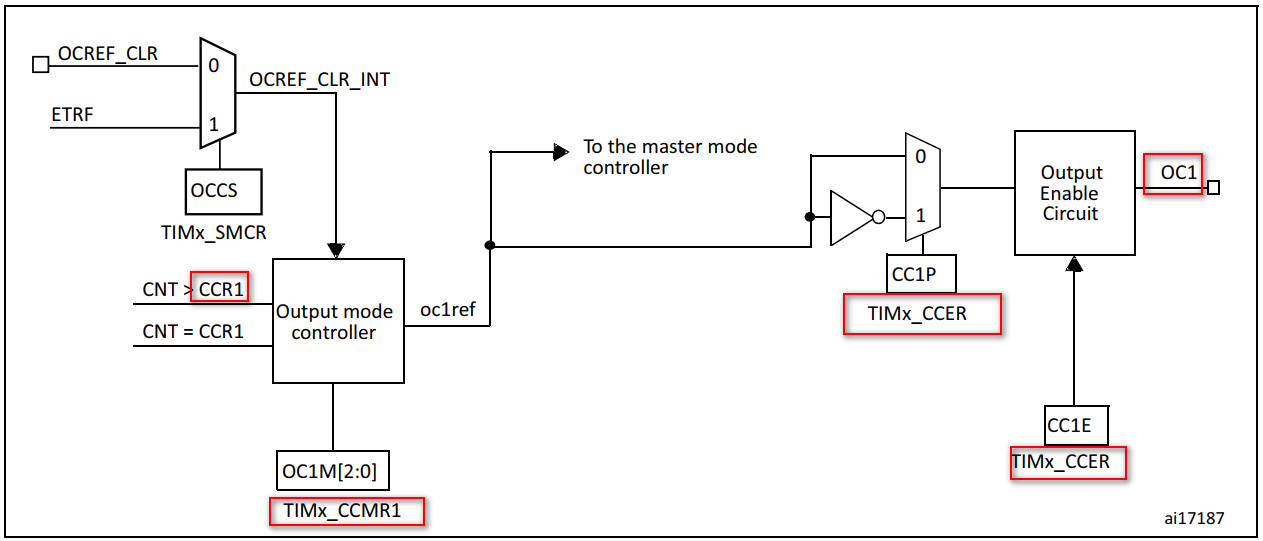 OCREF_CLR
0
OCREF_CLR_INT
ETRF
1
OCCS
TIMx_SMCR
CNT > CCR1
CNT = CCR1
Output mode
controller
oc1ref
OC1M[2:0]
TIMx_CCMR1
To the master mode
controller
0
1
CC1P
TIMx_CCER
Output
Enable
Circuit
OC1
CC1E
TIMx_CCER
ai17187